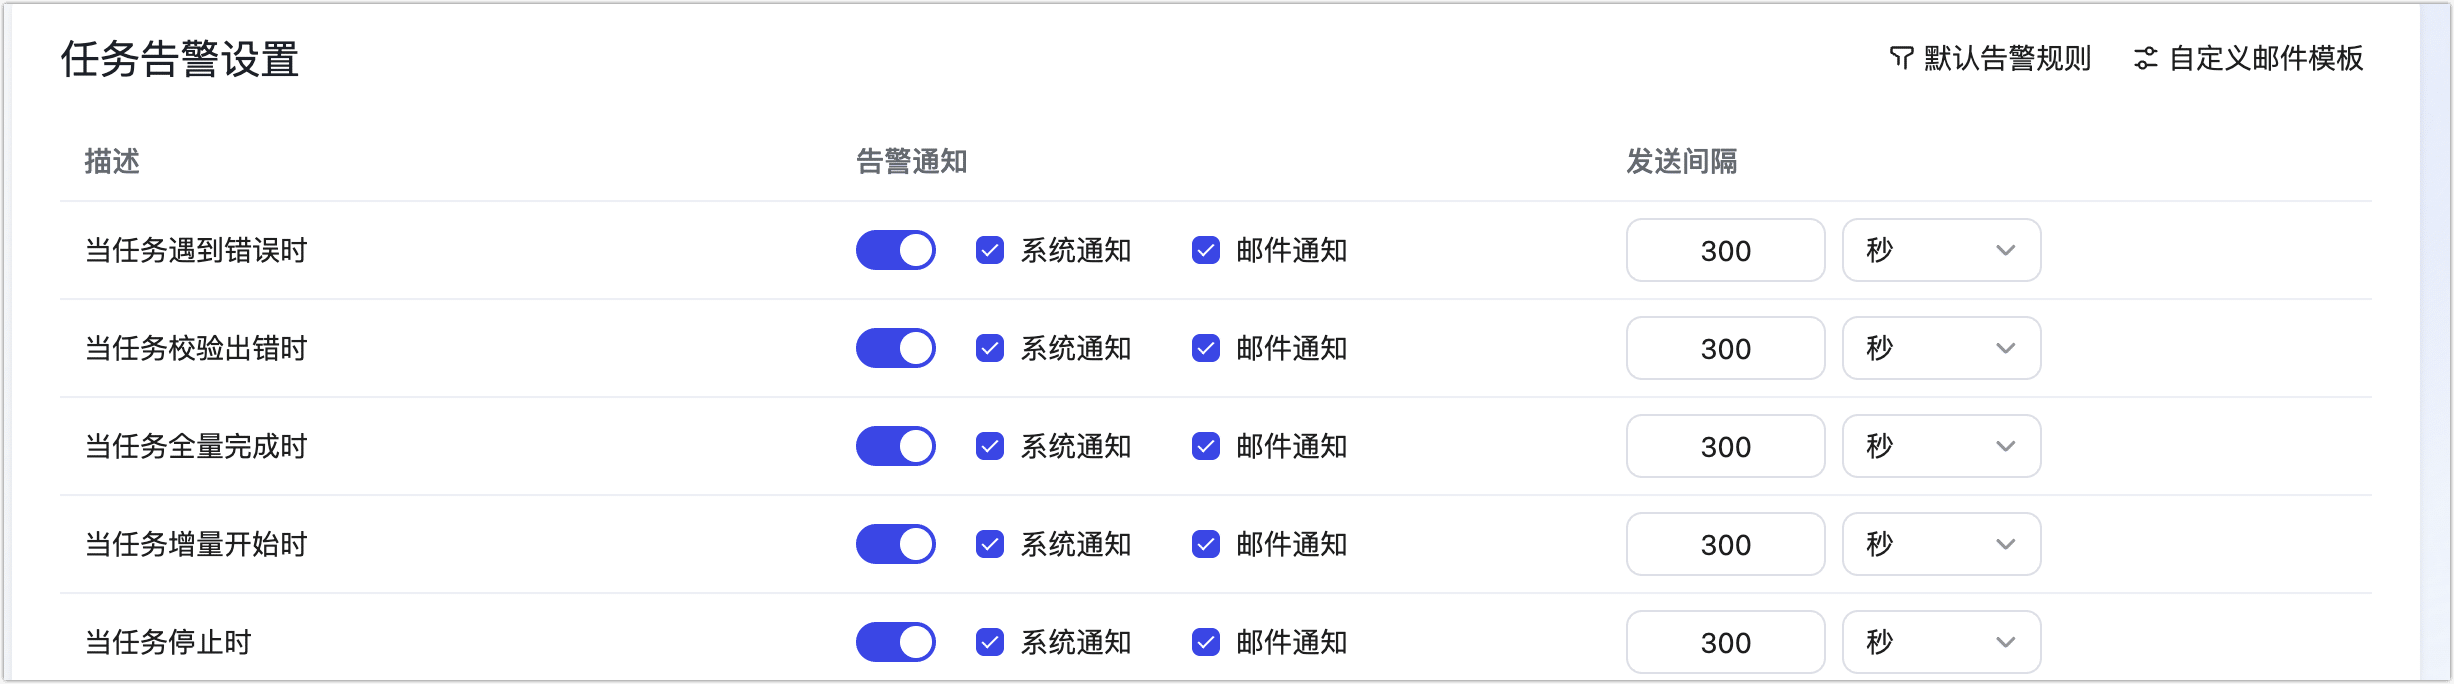 任务告警设置 默认告警规则 自定义邮件模板
描述 告警通知 发送间隔
当任务遇到错误时 系统通知 邮件通知 300 秒
当任务校验出错时 系统通知 邮件通知 300 秒
当任务全量完成时 系统通知 邮件通知 300 秒
当任务增量开始时 系统通知 邮件通知 300 秒
当任务停止时 系统通知 邮件通知 300 秒